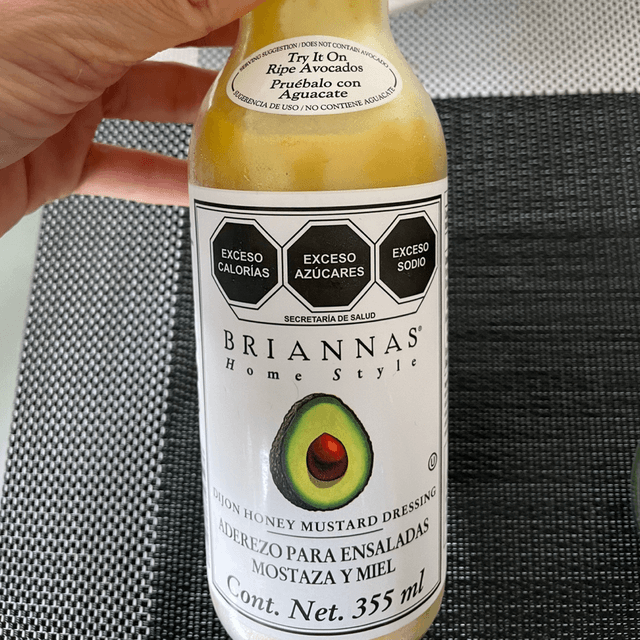 SERVING SUGGESTION / DOES NOT CONTAIN AVOCADO
Try It On
Ripe Avocados
Pruébalo con
Aguacate
SUGERENCIA DE USO / NO CONTIENE AGUACATE
EXCESO
CALORÍAS
EXCESO
AZÚCARES
EXCESO
SODIO
SECRETARÍA DE SALUD
BRIANNAS®
Home Style
U
DIJON HONEY MUSTARD DRESSING
ADEREZO PARA ENSALADAS
MOSTAZA Y MIEL
Cont. Net. 355 ml